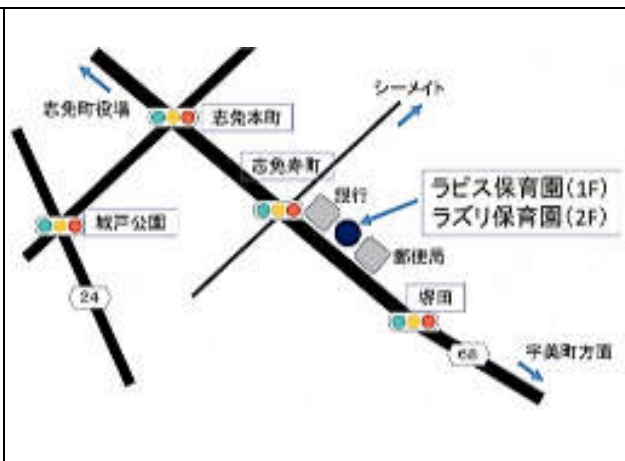 シーメイト
志免町役場
志免本町
志免寿町
銀行
ラピス保育園(1F)
ラズリ保育園(2F)
城戸公園
郵便局
24
堺田
68
宇美町方面